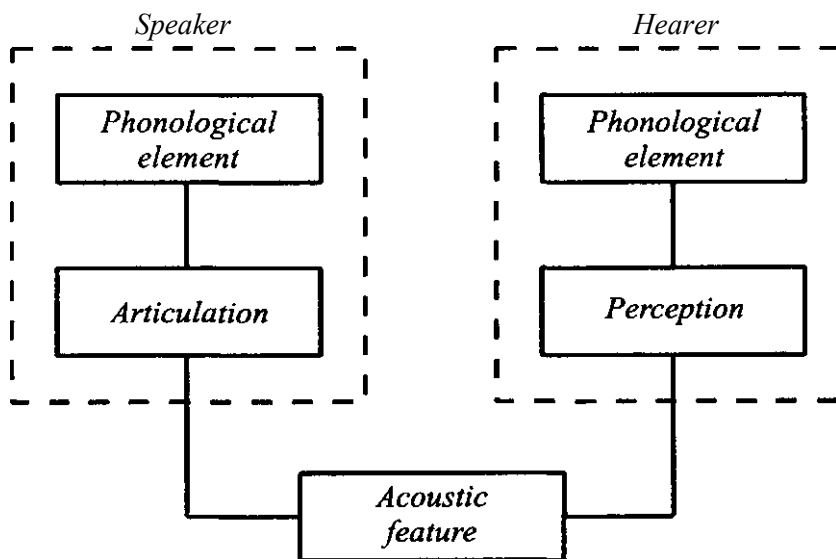 Speaker
Hearer
Phonological
element
Phonological
element
Articulation
Perception
Acoustic
feature